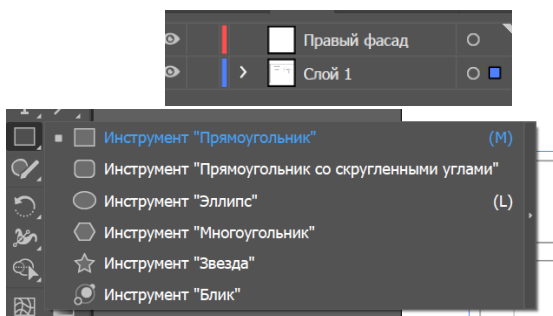 Правый фасад
Слой 1
Инструмент "Прямоугольник" (M)
Инструмент "Прямоугольник со скругленными углами"
Инструмент "Эллипс" (L)
Инструмент "Многоугольник"
Инструмент "Звезда"
Инструмент "Блик"